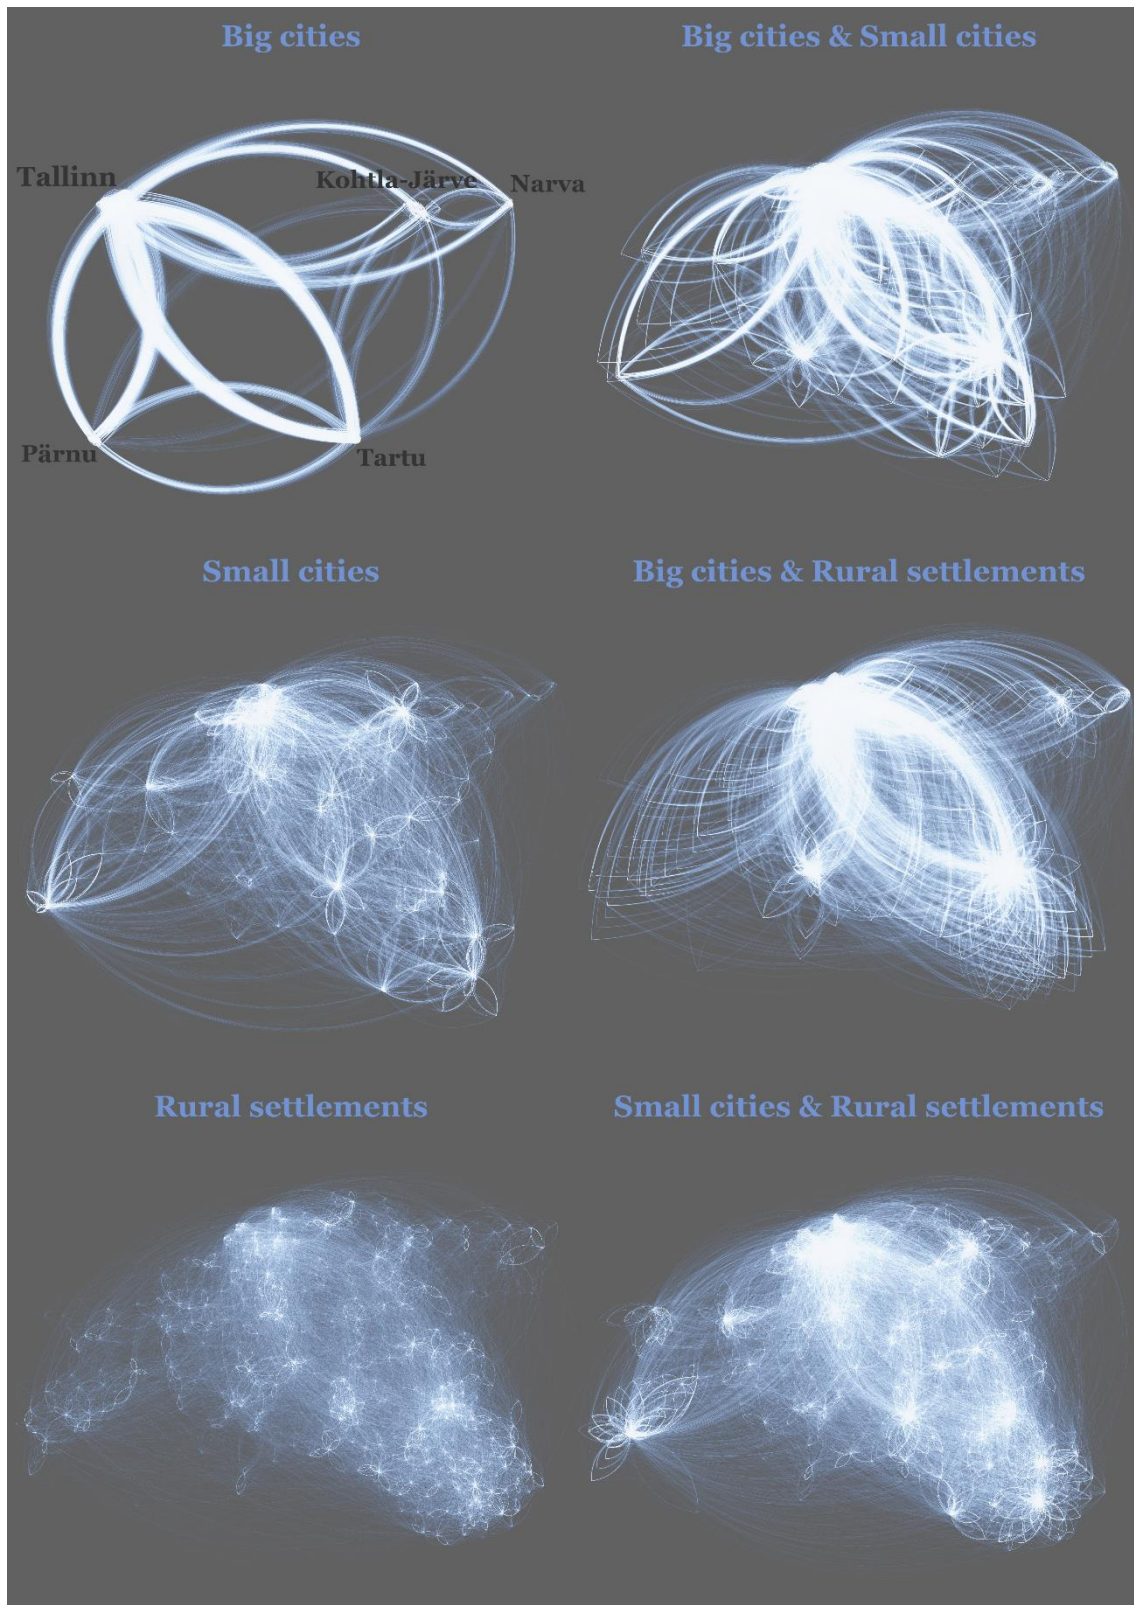 Big cities
Big cities & Small cities
Tallinn
Kohtla-Järve
Narva
Pärnu
Tartu
Small cities
Big cities & Rural settlements
Rural settlements
Small cities & Rural settlements